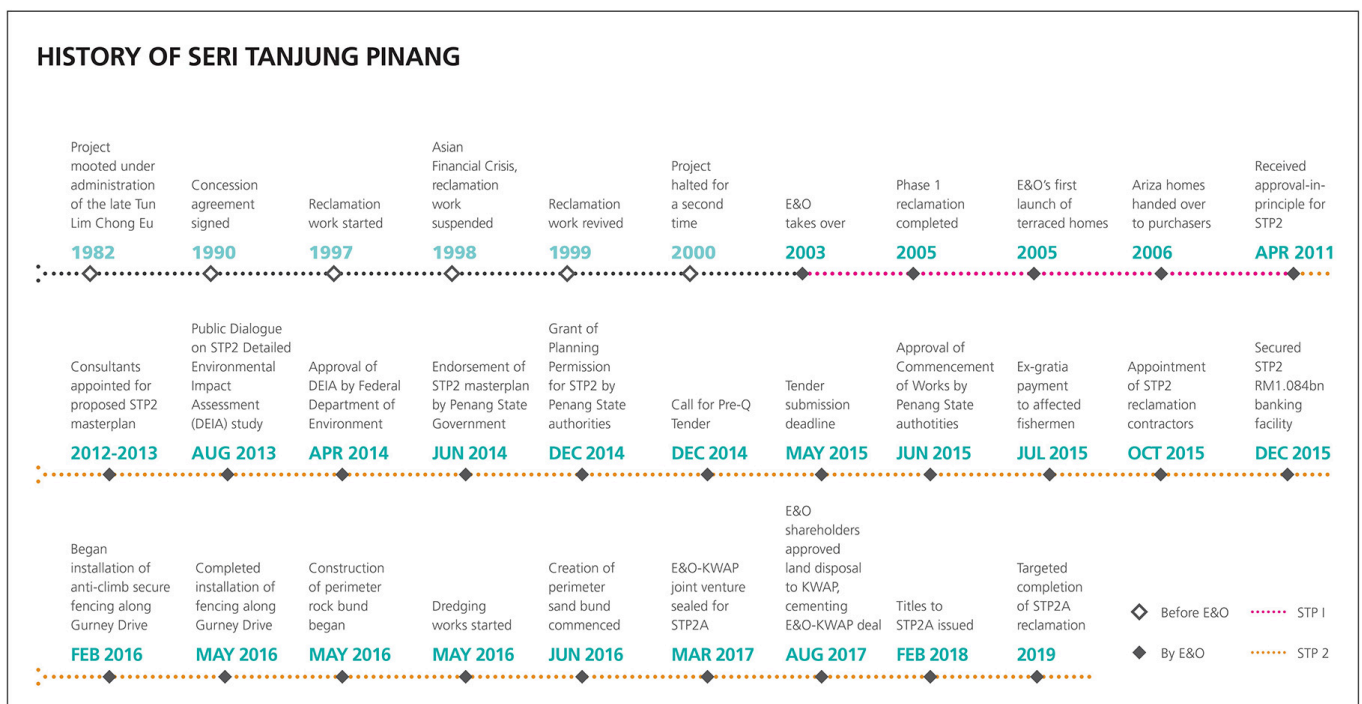 HISTORY OF SERI TANJUNG PINANG
Project
mooted under
administration
of the late Tun
Lim Chong Eu
1982
Concession
agreement
signed
1990
Reclamation
work started
1997
Asian
Financial Crisis,
reclamation
work
suspended
1998
Reclamation
work revived
1999
Project
halted for
a second
time
2000
E&O
takes over
2003
Phase 1
reclamation
completed
2005
E&O's first
launch of
terraced homes
2005
Ariza homes
handed over
to purchasers
2006
Received
approval-in-
principle for
STP2
APR 2011
Consultants
appointed for
proposed STP2
masterplan
2012-2013
Public Dialogue
on STP2 Detailed
Environmental
Impact
Assessment
(DEIA) study
AUG 2013
Approval of
DEIA by Federal
Department of
Environment
APR 2014
Endorsement of
STP2 masterplan
by Penang State
Government
JUN 2014
Grant of
Planning
Permission
for STP2 by
Penang State
authorities
DEC 2014
Call for Pre-Q
Tender
DEC 2014
Tender
submission
deadline
MAY 2015
Approval of
Commencement
of Works by
Penang State
authotities
JUN 2015
Ex-gratia
payment
to affected
fishermen
JUL 2015
Appointment
of STP2
reclamation
contractors
OCT 2015
Secured
STP2
RM1.084bn
banking
facility
DEC 2015
Began
installation of
anti-climb secure
fencing along
Gurney Drive
FEB 2016
Completed
installation of
fencing along
Gurney Drive
MAY 2016
Construction
of perimeter
rock bund
began
MAY 2016
Dredging
works started
MAY 2016
Creation of
perimeter
sand bund
commenced
JUN 2016
E&O-KWAP
joint venture
sealed for
STP2A
MAR 2017
E&O
shareholders
approved
land disposal
to KWAP,
cementing
E&O-KWAP deal
AUG 2017
Titles to
STP2A issued
FEB 2018
Targeted
completion
of STP2A
reclamation
2019
Before E&O
STP I
By E&O
STP 2